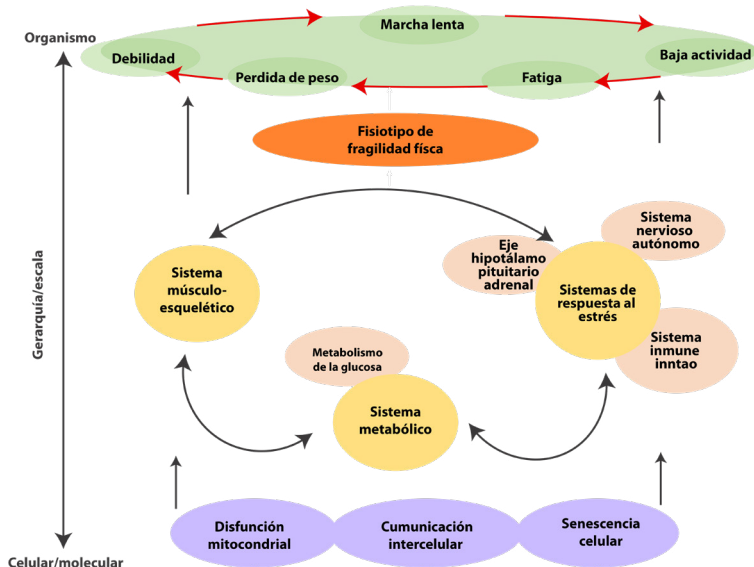 Organismo
Marcha lenta
Debilidad
Baja actividad
Perdida de peso
Fatiga
Fisiotipo de
fragilidad físca
Sistema
nervioso
autónomo
Eje
hipotálamo
pituitario
adrenal
Sistema
músculo-
esquelético
Sistemas de
respuesta al
estrés
Gerarquía/escala
Sistema
inmune
inntao
Metabolismo
de la glucosa
Sistema
metabólico
Disfunción
mitocondrial
Cumunicación
intercelular
Senescencia
celular
Celular/molecular